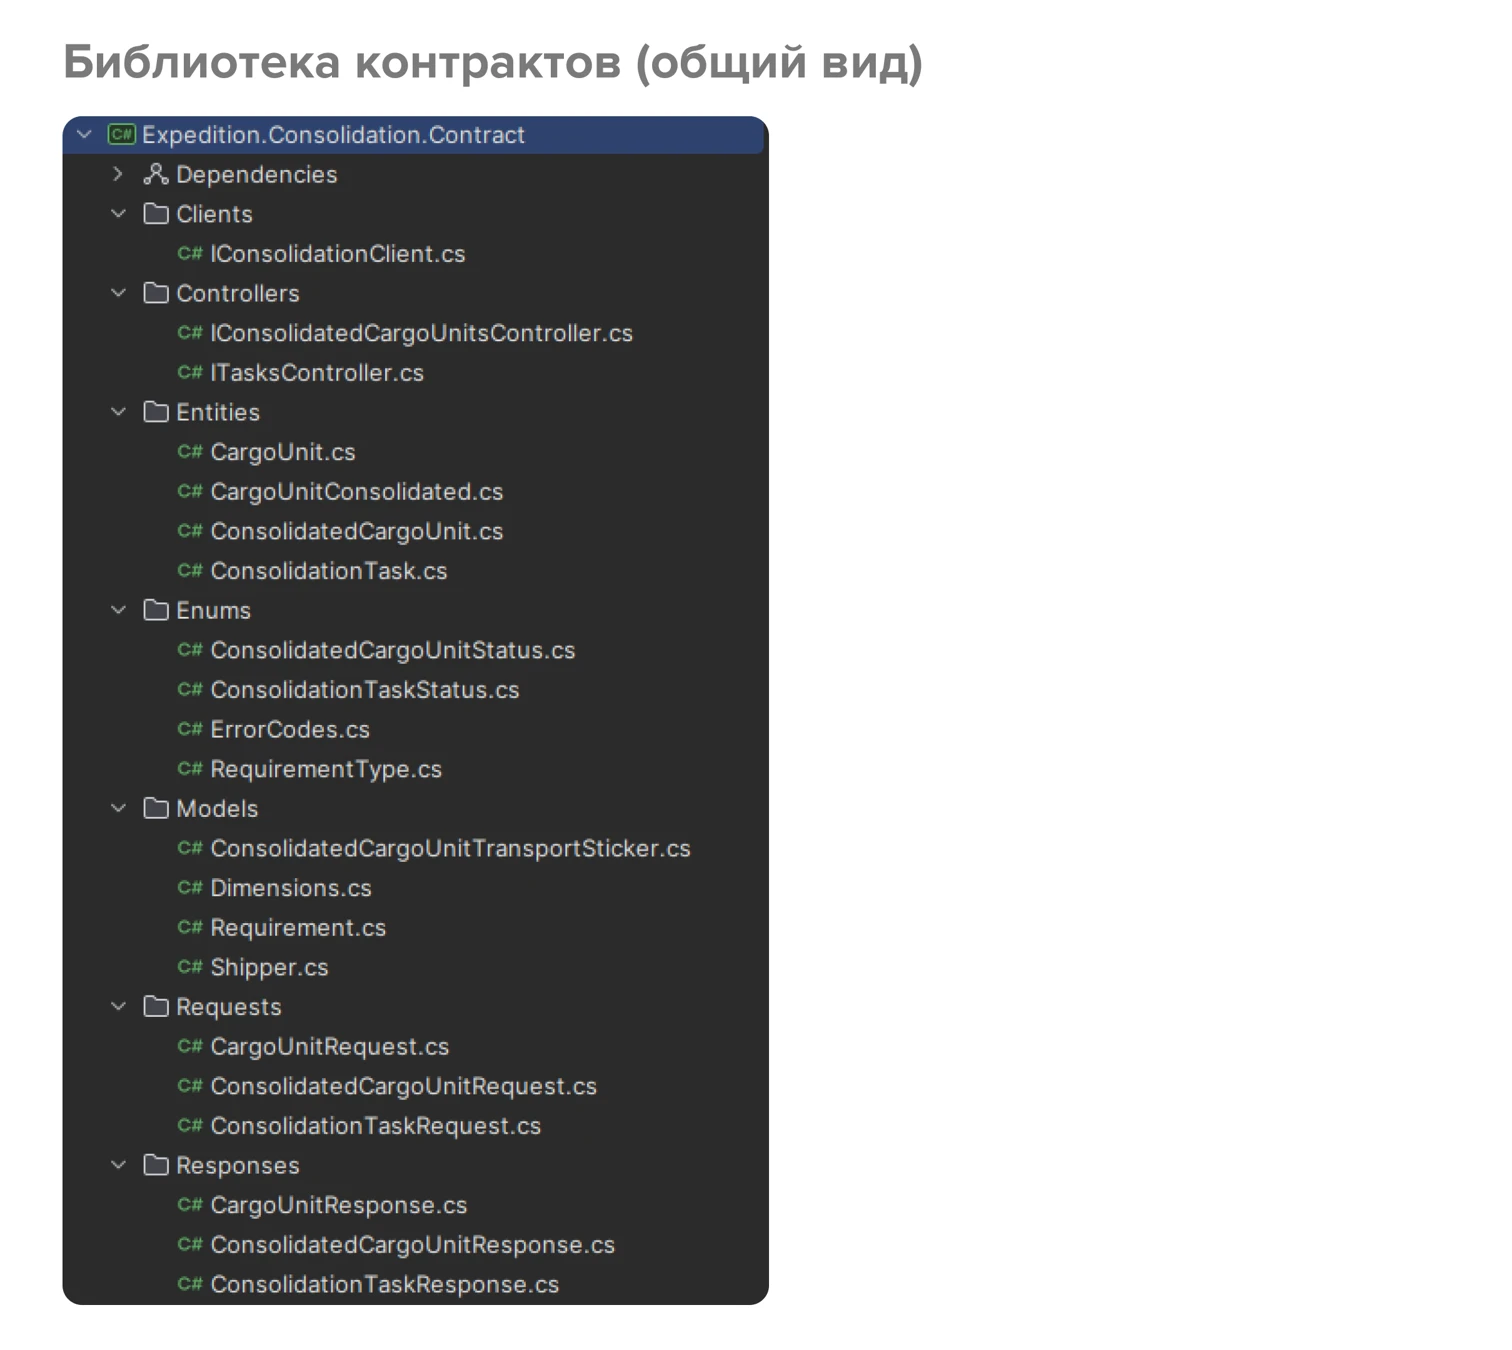 Библиотека контрактов (общий вид)
C# Expedition.Consolidation.Contract
Dependencies
Clients
C# IConsolidationClient.cs
Controllers
C# IConsolidatedCargoUnitsController.cs
C# ITasksController.cs
Entities
C# CargoUnit.cs
C# CargoUnitConsolidated.cs
C# ConsolidatedCargoUnit.cs
C# ConsolidationTask.cs
Enums
C# ConsolidatedCargoUnitStatus.cs
C# ConsolidationTaskStatus.cs
C# ErrorCodes.cs
C# RequirementType.cs
Models
C# ConsolidatedCargoUnitTransportSticker.cs
C# Dimensions.cs
C# Requirement.cs
C# Shipper.cs
Requests
C# CargoUnitRequest.cs
C# ConsolidatedCargoUnitRequest.cs
C# ConsolidationTaskRequest.cs
Responses
C# CargoUnitResponse.cs
C# ConsolidatedCargoUnitResponse.cs
C# ConsolidationTaskResponse.cs